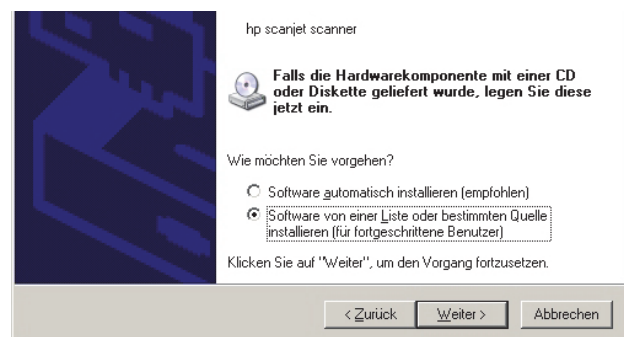 hp scanjet scanner
Falls die Hardwarekomponente mit einer CD
oder Diskette geliefert wurde, legen Sie diese
jetzt ein.
Wie möchten Sie vorgehen?
Software automatisch installieren (empfohlen)
Software von einer Liste oder bestimmten Quelle
installieren (für fortgeschrittene Benutzer)
Klicken Sie auf "Weiter", um den Vorgang fortzusetzen.
< Zurück
Weiter >
Abbrechen